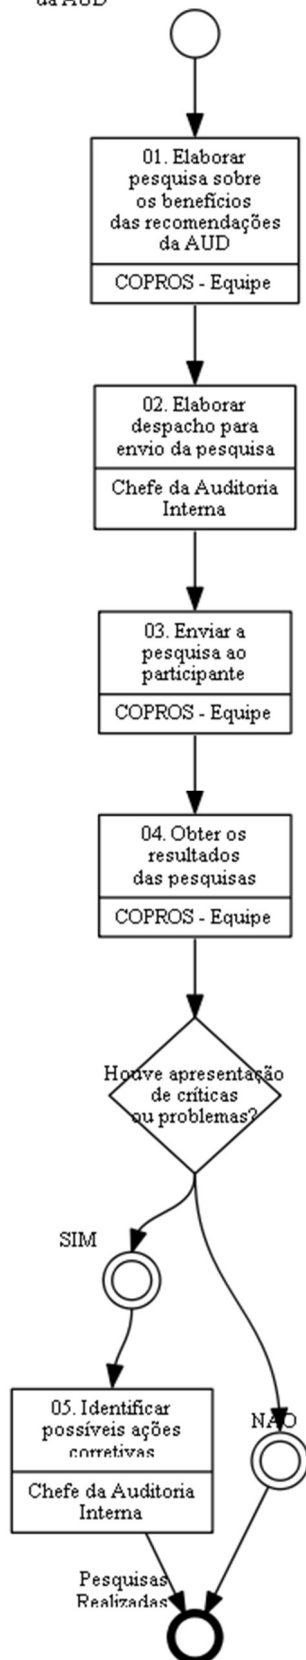 da AUD
01. Elaborar
pesquisa sobre
os benefícios
das recomendações
da AUD
COPROS - Equipe
02. Elaborar
despacho para
envio da pesquisa
Chefe da Auditoria
Interna
03. Enviar a
pesquisa ao
participante
COPROS - Equipe
04. Obter os
resultados
das pesquisas
COPROS - Equipe
Houve apresentação
de críticas
ou problemas?
SIM
05. Identificar
possíveis ações
corretivas
Chefe da Auditoria
Interna
NÃO
Pesquisas
Realizadas